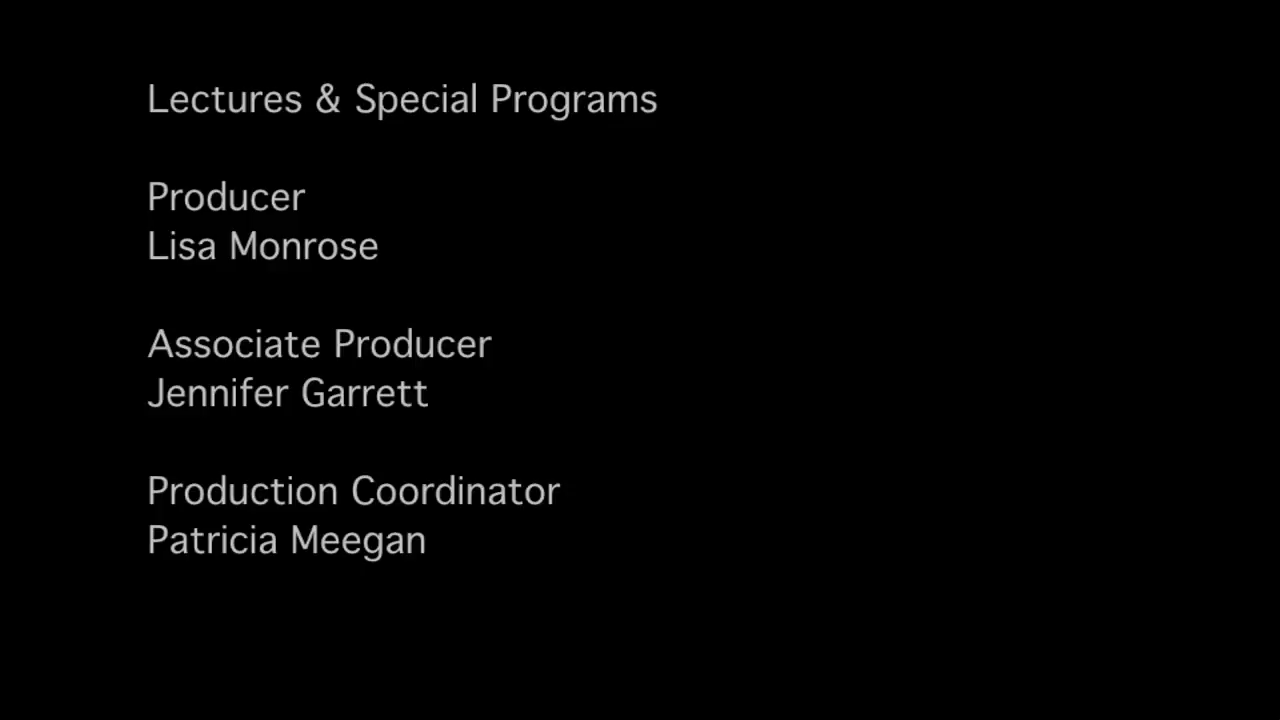 Lectures & Special Programs
Producer
Lisa Monrose
Associate Producer
Jennifer Garrett
Production Coordinator
Patricia Meegan